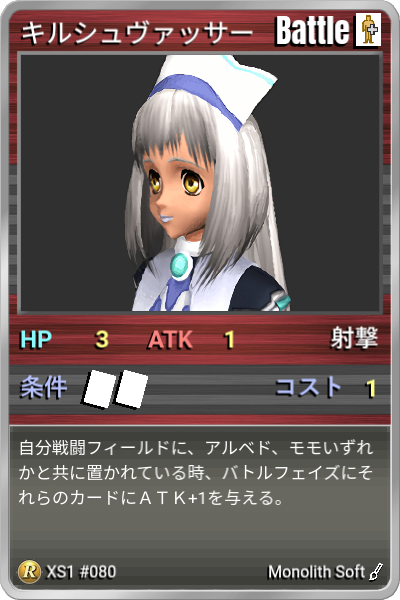 キルシュヴァッサー Battle
HP 3 ATK 1 射撃
条件 コスト 1
自分戦闘フィールドに、アルベド、モモいずれ
かと共に置かれている時、バトルフェイズにそ
れらのカードにＡＴＫ+1を与える。
R XS1 #080 Monolith Soft